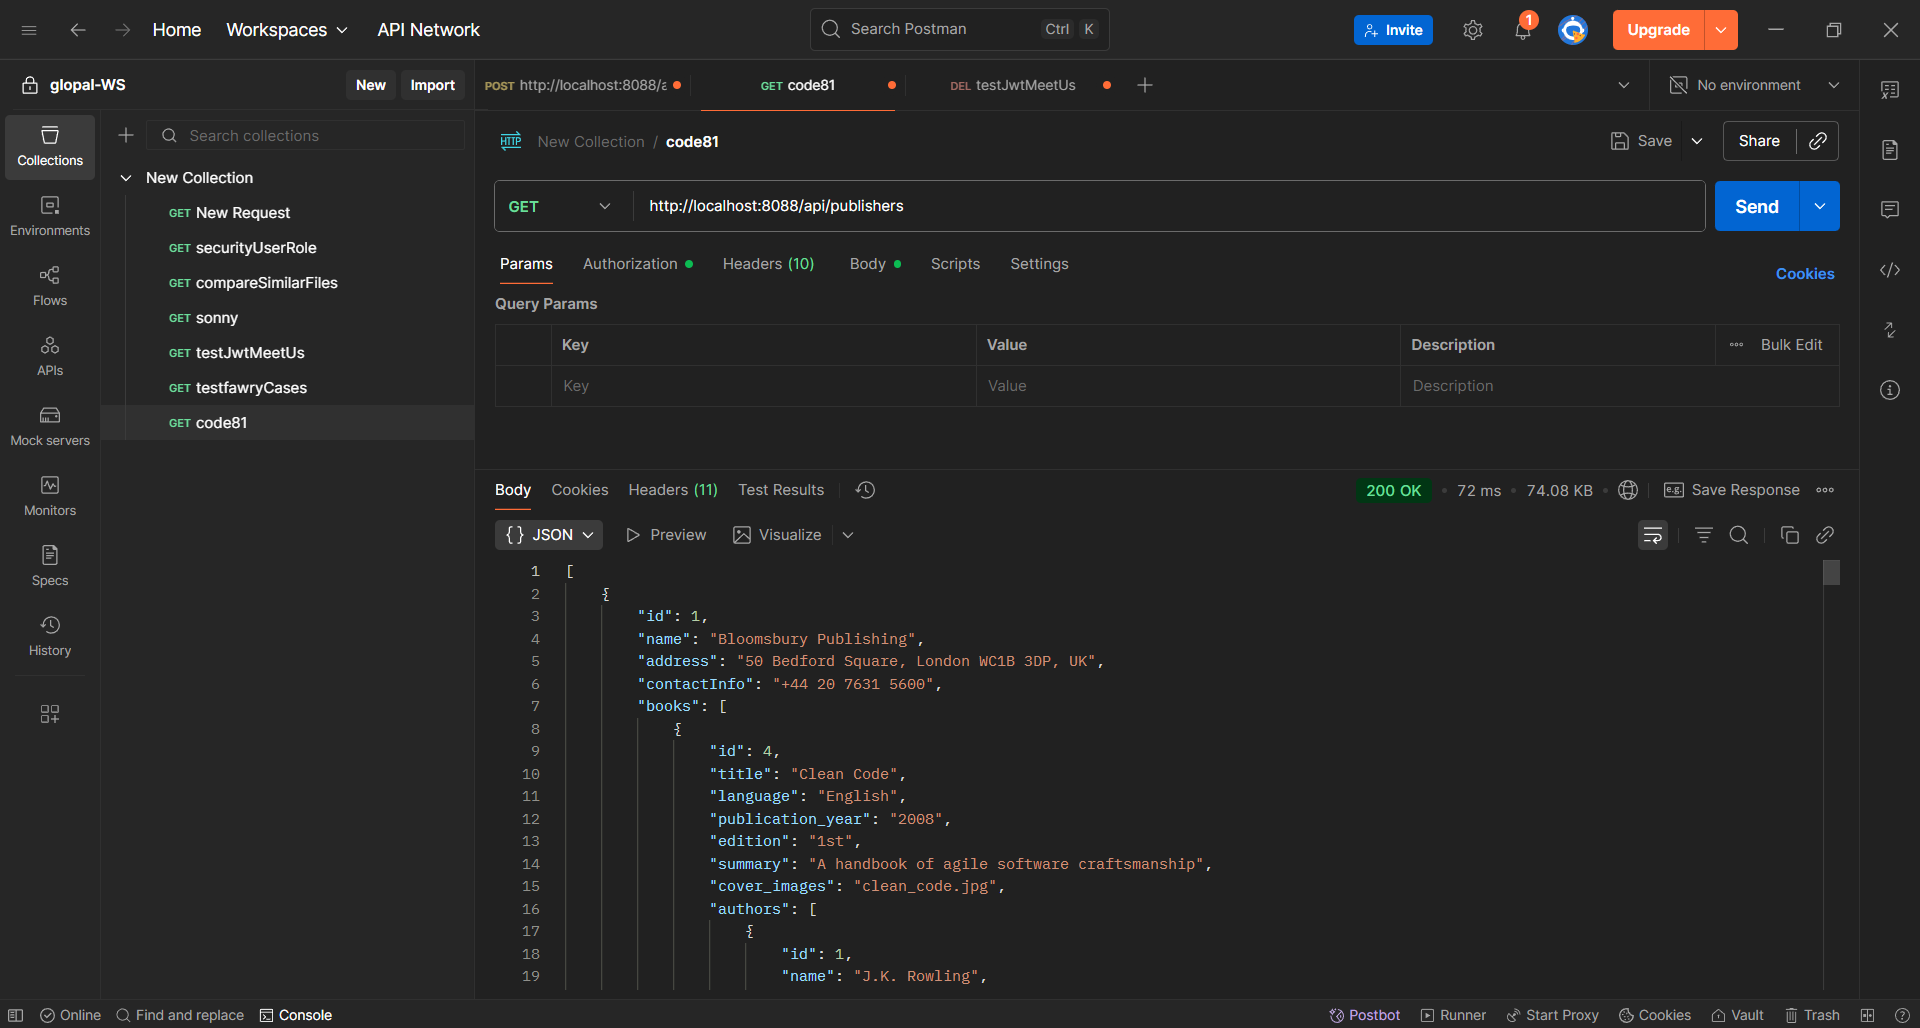 Home Workspaces API Network Search Postman Ctrl K Invite 1 Upgrade
glopal-WS New Import POST http://localhost:8088/a GET code81 DEL testJwtMeetUs No environment
Search collections
Collections
New Collection
GET New Request
GET securityUserRole
GET compareSimilarFiles
GET sonny
GET testJwtMeetUs
GET testfawryCases
GET code81
Environments
Flows
APIs
Mock servers
Monitors
Specs
History
HTTP New Collection / code81 Save Share
GET http://localhost:8088/api/publishers Send
Params Authorization Headers (10) Body Scripts Settings Cookies
Query Params
Key Value Description Bulk Edit
Key Value Description
Body Cookies Headers (11) Test Results 200 OK 72 ms 74.08 KB e.g. Save Response
{} JSON Preview Visualize
1 [
2 {
3 "id": 1,
4 "name": "Bloomsbury Publishing",
5 "address": "50 Bedford Square, London WC1B 3DP, UK",
6 "contactInfo": "+44 20 7631 5600",
7 "books": [
8 {
9 "id": 4,
10 "title": "Clean Code",
11 "language": "English",
12 "publication_year": "2008",
13 "edition": "1st",
14 "summary": "A handbook of agile software craftsmanship",
15 "cover_images": "clean_code.jpg",
16 "authors": [
17 {
18 "id": 1,
19 "name": "J.K. Rowling",
Online Find and replace Console Postbot Runner Start Proxy Cookies Vault Trash